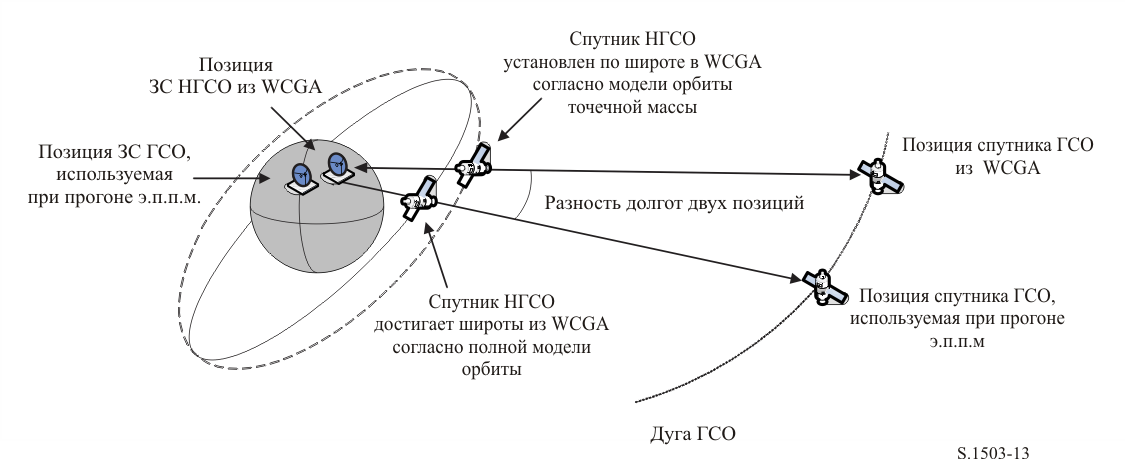 Спутник НГСО
установлен по широте в WCGA
согласно модели орбиты
точечной массы
Позиция
ЗС НГСО из WCGA
Позиция ЗС ГСО,
используемая
при прогоне э.п.п.м.
Позиция спутника ГСО
из WCGA
Разность долгот двух позиций
Спутник НГСО
достигает широты из WCGA
согласно полной модели
орбиты
Позиция спутника ГСО,
используемая при прогоне
э.п.п.м
Дуга ГСО
S.1503-13